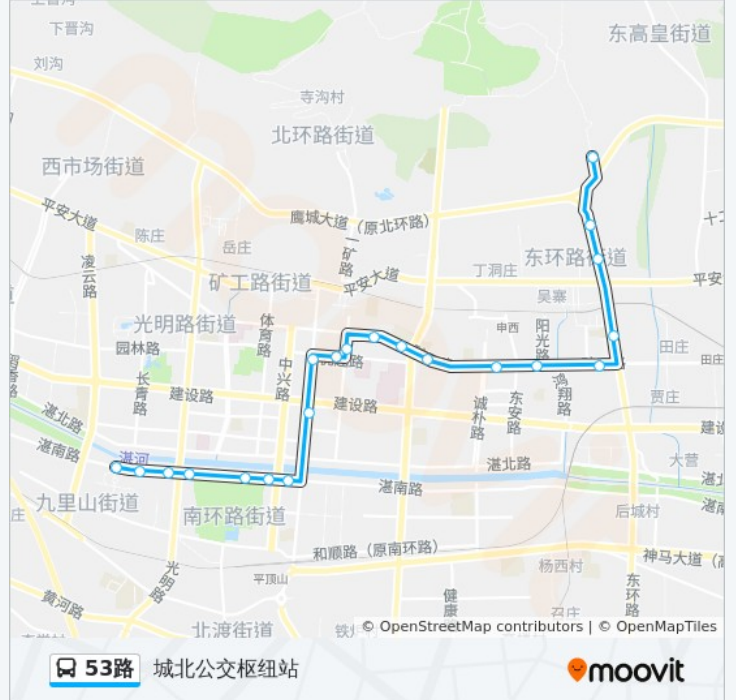 下晋沟
东高皇街道
刘沟
寺沟村
北环路街道
西市场街道
平安大道
鹰城大道（原北环路）
陈庄
岳庄
一矿路
东环路街道
凌云路
丁洞庄
矿工路街道
平安大道
平安
吴寨
光明路街道
体育路
申西
阳光路
园林路
田庄
田庄
中兴路
长青路
建设路
鸿翔路
建设路
诚朴路
东安路
贾庄
湛北路
湛南路
湛河
湛北路
大营
湛南路
九里山街道
南环路街道
后城村
庄
和顺路（原南环路）
神马大道（
杨西村
光明路
平顶山
东环路
黄河路
健康
北渡街道
© OpenStreetMap contributors | © OpenMapTiles
53路 城北公交枢纽站
moovit